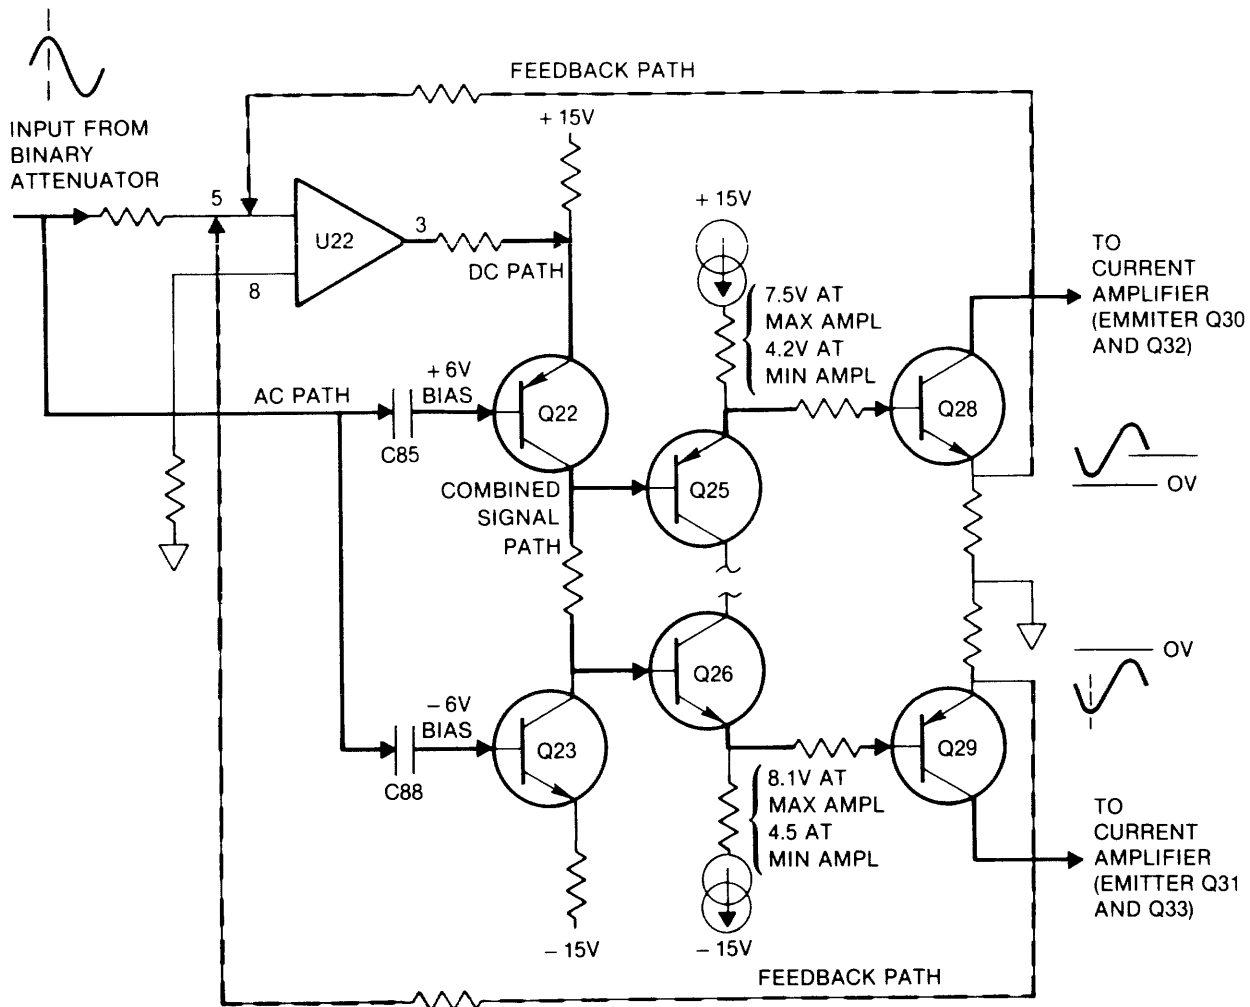 FEEDBACK PATH
+ 15V
INPUT FROM
BINARY
ATTENUATOR
5
U22
3
DC PATH
8
+ 15V
7.5V AT
MAX AMPL
4.2V AT
MIN AMPL
TO
CURRENT
AMPLIFIER
(EMMITER Q30
AND Q32)
AC PATH
+ 6V
BIAS
C85
Q22
Q28
COMBINED
SIGNAL
PATH
Q25
OV
OV
Q26
– 6V
BIAS
C88
Q23
Q29
8.1V AT
MAX AMPL
4.5 AT
MIN AMPL
TO
CURRENT
AMPLIFIER
(EMITTER Q31
AND Q33)
– 15V
– 15V
FEEDBACK PATH